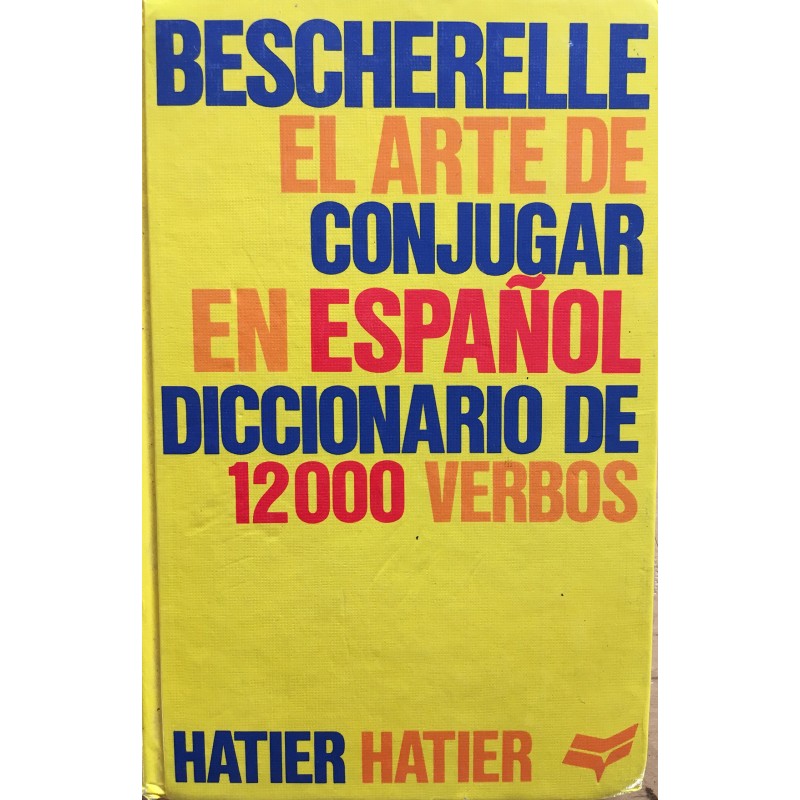 BESCHERELLE
EL ARTE DE
CONJUGAR
EN ESPAÑOL
DICCIONARIO DE
12000 VERBOS
HATIER HATIER